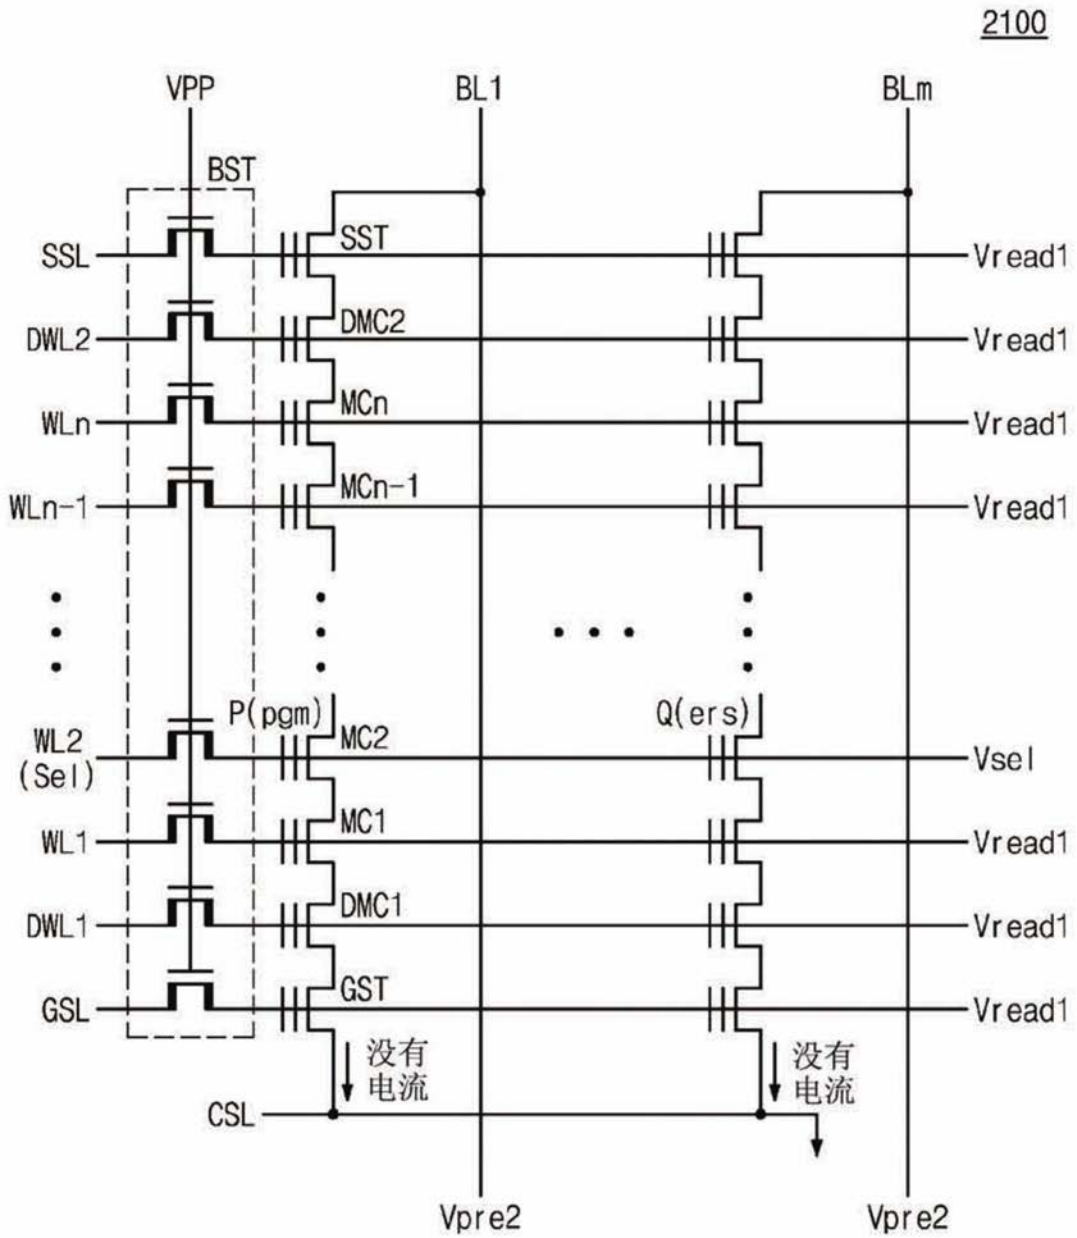 2100
VPP BL1 BLm
BST
SSL SST Vread1
DWL2 DMC2 Vread1
WLn MCn Vread1
WLn-1 MCn-1 Vread1
P(pgm) Q(ers)
WL2 MC2 Vsel
(Sel)
WL1 MC1 Vread1
DWL1 DMC1 Vread1
GSL GST Vread1
没有 没有
电流 电流
CSL
Vpre2 Vpre2